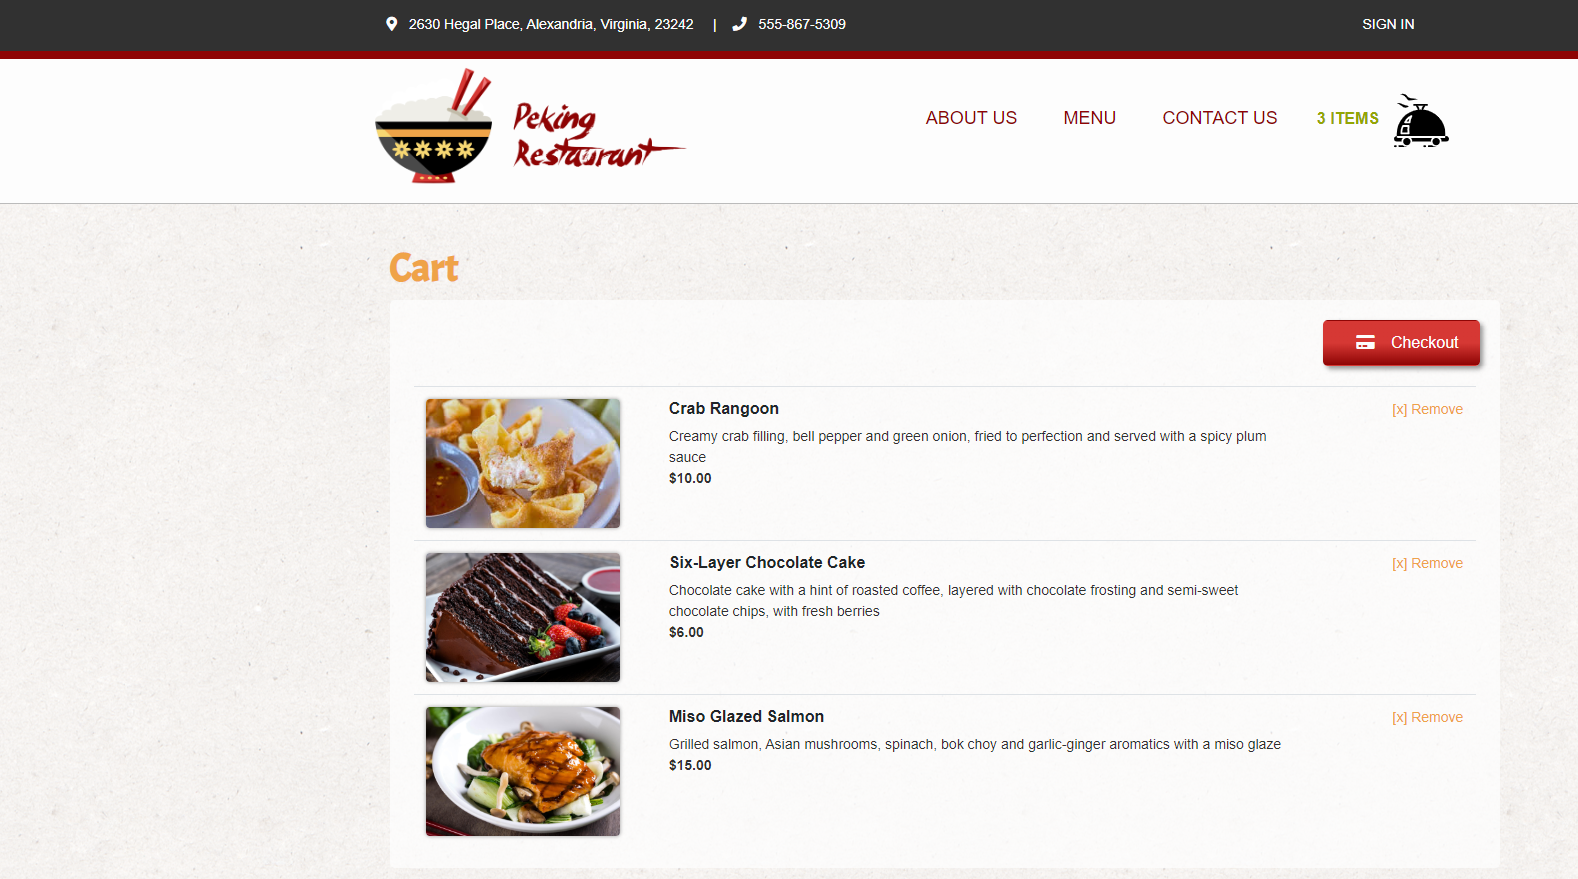 2630 Hegal Place, Alexandria, Virginia, 23242 | 555-867-5309 SIGN IN
Peking
Restaurant
ABOUT US MENU CONTACT US 3 ITEMS
Cart
Checkout
Crab Rangoon
[x] Remove
Creamy crab filling, bell pepper and green onion, fried to perfection and served with a spicy plum
sauce
$10.00
Six-Layer Chocolate Cake
[x] Remove
Chocolate cake with a hint of roasted coffee, layered with chocolate frosting and semi-sweet
chocolate chips, with fresh berries
$6.00
Miso Glazed Salmon
[x] Remove
Grilled salmon, Asian mushrooms, spinach, bok choy and garlic-ginger aromatics with a miso glaze
$15.00